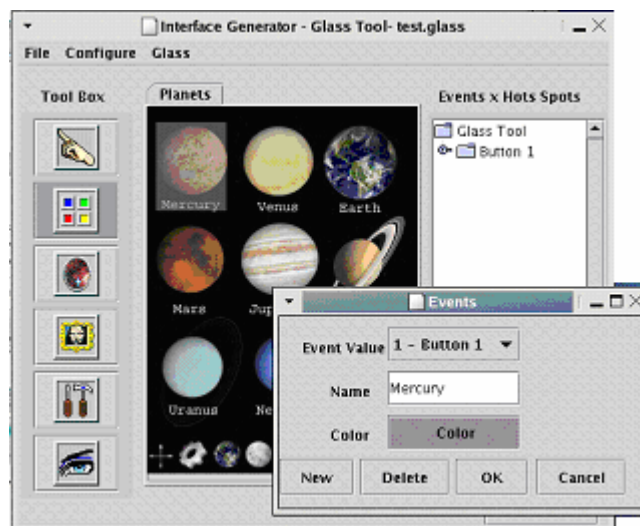 Interface Generator - Glass Tool- test.glass
File Configure Glass
Tool Box
Planets
Events x Hots Spots
Glass Tool
Button 1
Mercury Venus Earth
Mars Jup
Uranus Ne
Events
Event Value 1 - Button 1
Name Mercury
Color Color
New Delete OK Cancel